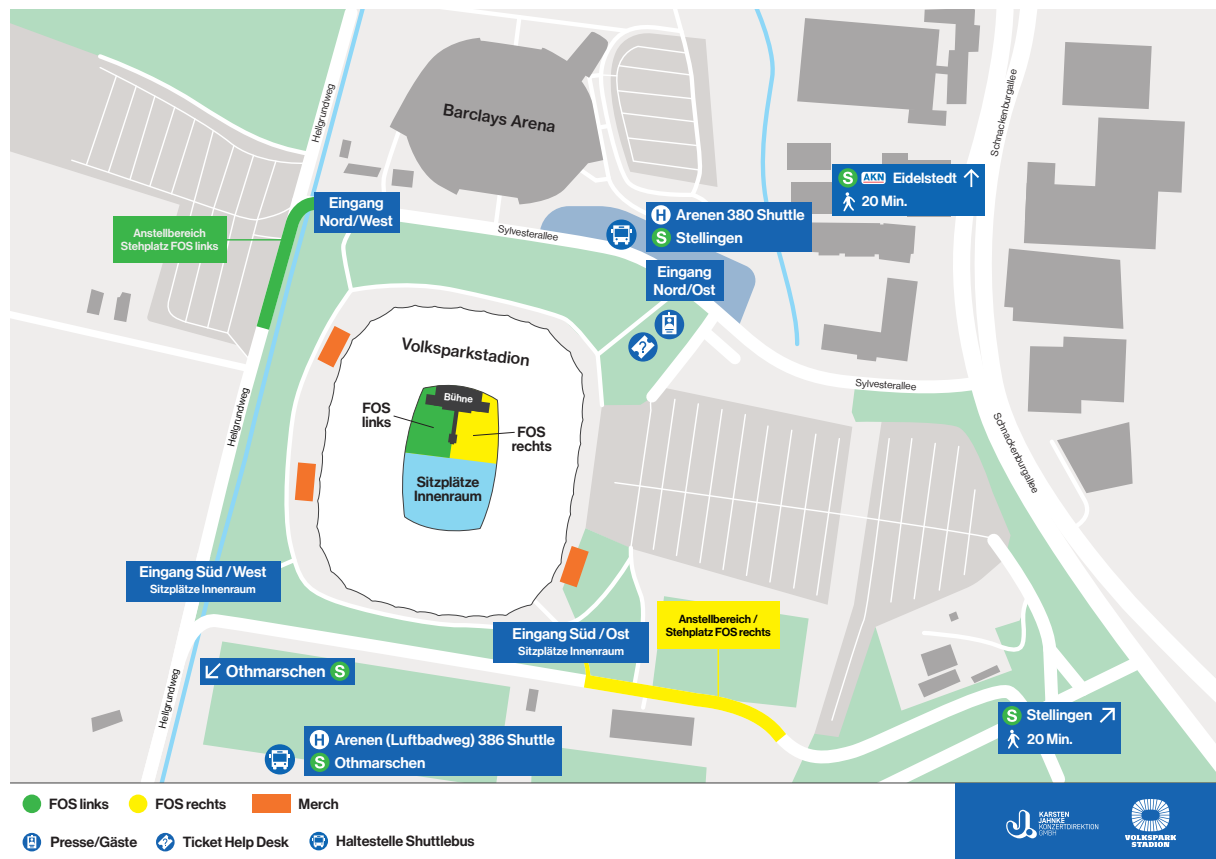 Hellgrundweg
Barclays Arena
Schnackenburgallee
S AKN Eidelstedt
20 Min.
Eingang
Nord/West
Anstellbereich
Stehplatz FOS links
Sylvesterallee
H Arenen 380 Shuttle
S Stellingen
Eingang
Nord/Ost
?
Volksparkstadion
Bühne
FOS
links
FOS
rechts
Sitzplätze
Innenraum
Sylvesterallee
Hellgrundweg
Schnackenburgallee
Eingang Süd / West
Sitzplätze Innenraum
Eingang Süd / Ost
Sitzplätze Innenraum
Anstellbereich /
Stehplatz FOS rechts
Othmarschen S
Hellgrundweg
H Arenen (Luftbadweg) 386 Shuttle
S Othmarschen
S Stellingen
20 Min.
FOS links
FOS rechts
Merch
Presse/Gäste
? Ticket Help Desk
Haltestelle Shuttlebus
KARSTEN
JAHNKE
KONZERTDIREKTION
GMBH
VOLKSPARK
STADION